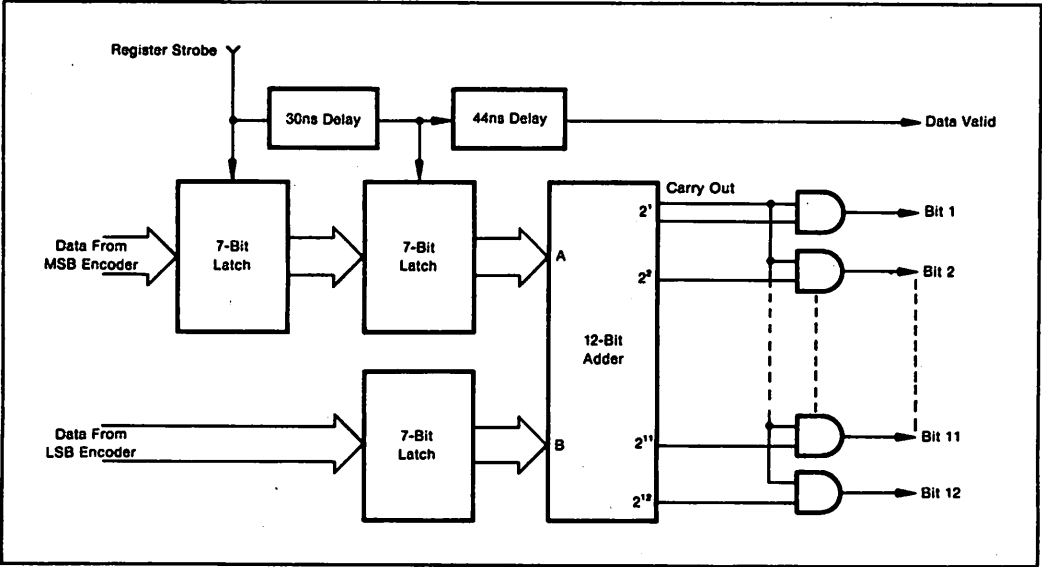 Register Strobe
30ns Delay
44ns Delay
Data Valid
Carry Out
2¹
Bit 1
Data From
MSB Encoder
7-Bit
Latch
7-Bit
Latch
A
2²
Bit 2
12-Bit
Adder
Data From
LSB Encoder
7-Bit
Latch
B
2¹¹
Bit 11
2¹²
Bit 12